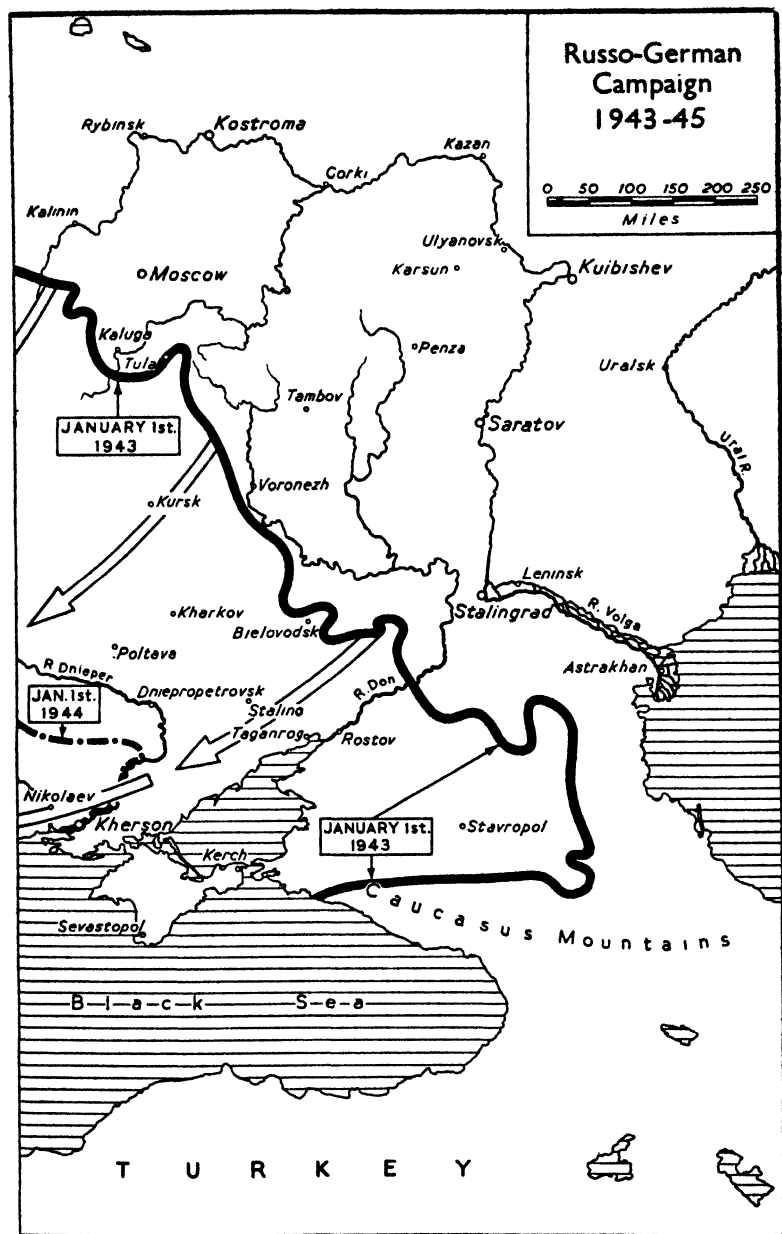 Russo-German
Campaign
1943-45
0 50 100 150 200 250
Miles
Rybinsk
Kostroma
Kazan
Gorki
Kalinin
Ulyanovsk
Moscow
Karsun
Kuibishev
Kaluga
Tula
Penza
Uralsk
Tambov
JANUARY 1st.
1943
Saratov
Ural R.
Voronezh
Kursk
Leninsk
Stalingrad
R. Volga
Kharkov
Bielovodsk
Poltava
Astrakhan
R Dnieper
R. Don
JAN. 1st.
1944
Dniepropetrovsk
Stalino
Taganrog
Rostov
Nikolaev
Kherson
JANUARY 1st.
1943
Stavropol
Kerch
Caucasus Mountains
Sevastopol
Black Sea
TURKEY